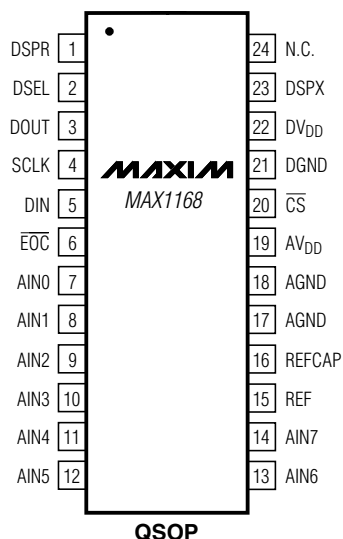 DSPR 1 24 N.C.
DSEL 2 23 DSPX
DOUT 3 22 DVDD
SCLK 4 MAXIM 21 DGND
DIN 5 MAX1168 20 C̅S̅
E̅O̅C̅ 6 19 AVDD
AIN0 7 18 AGND
AIN1 8 17 AGND
AIN2 9 16 REFCAP
AIN3 10 15 REF
AIN4 11 14 AIN7
AIN5 12 13 AIN6
QSOP